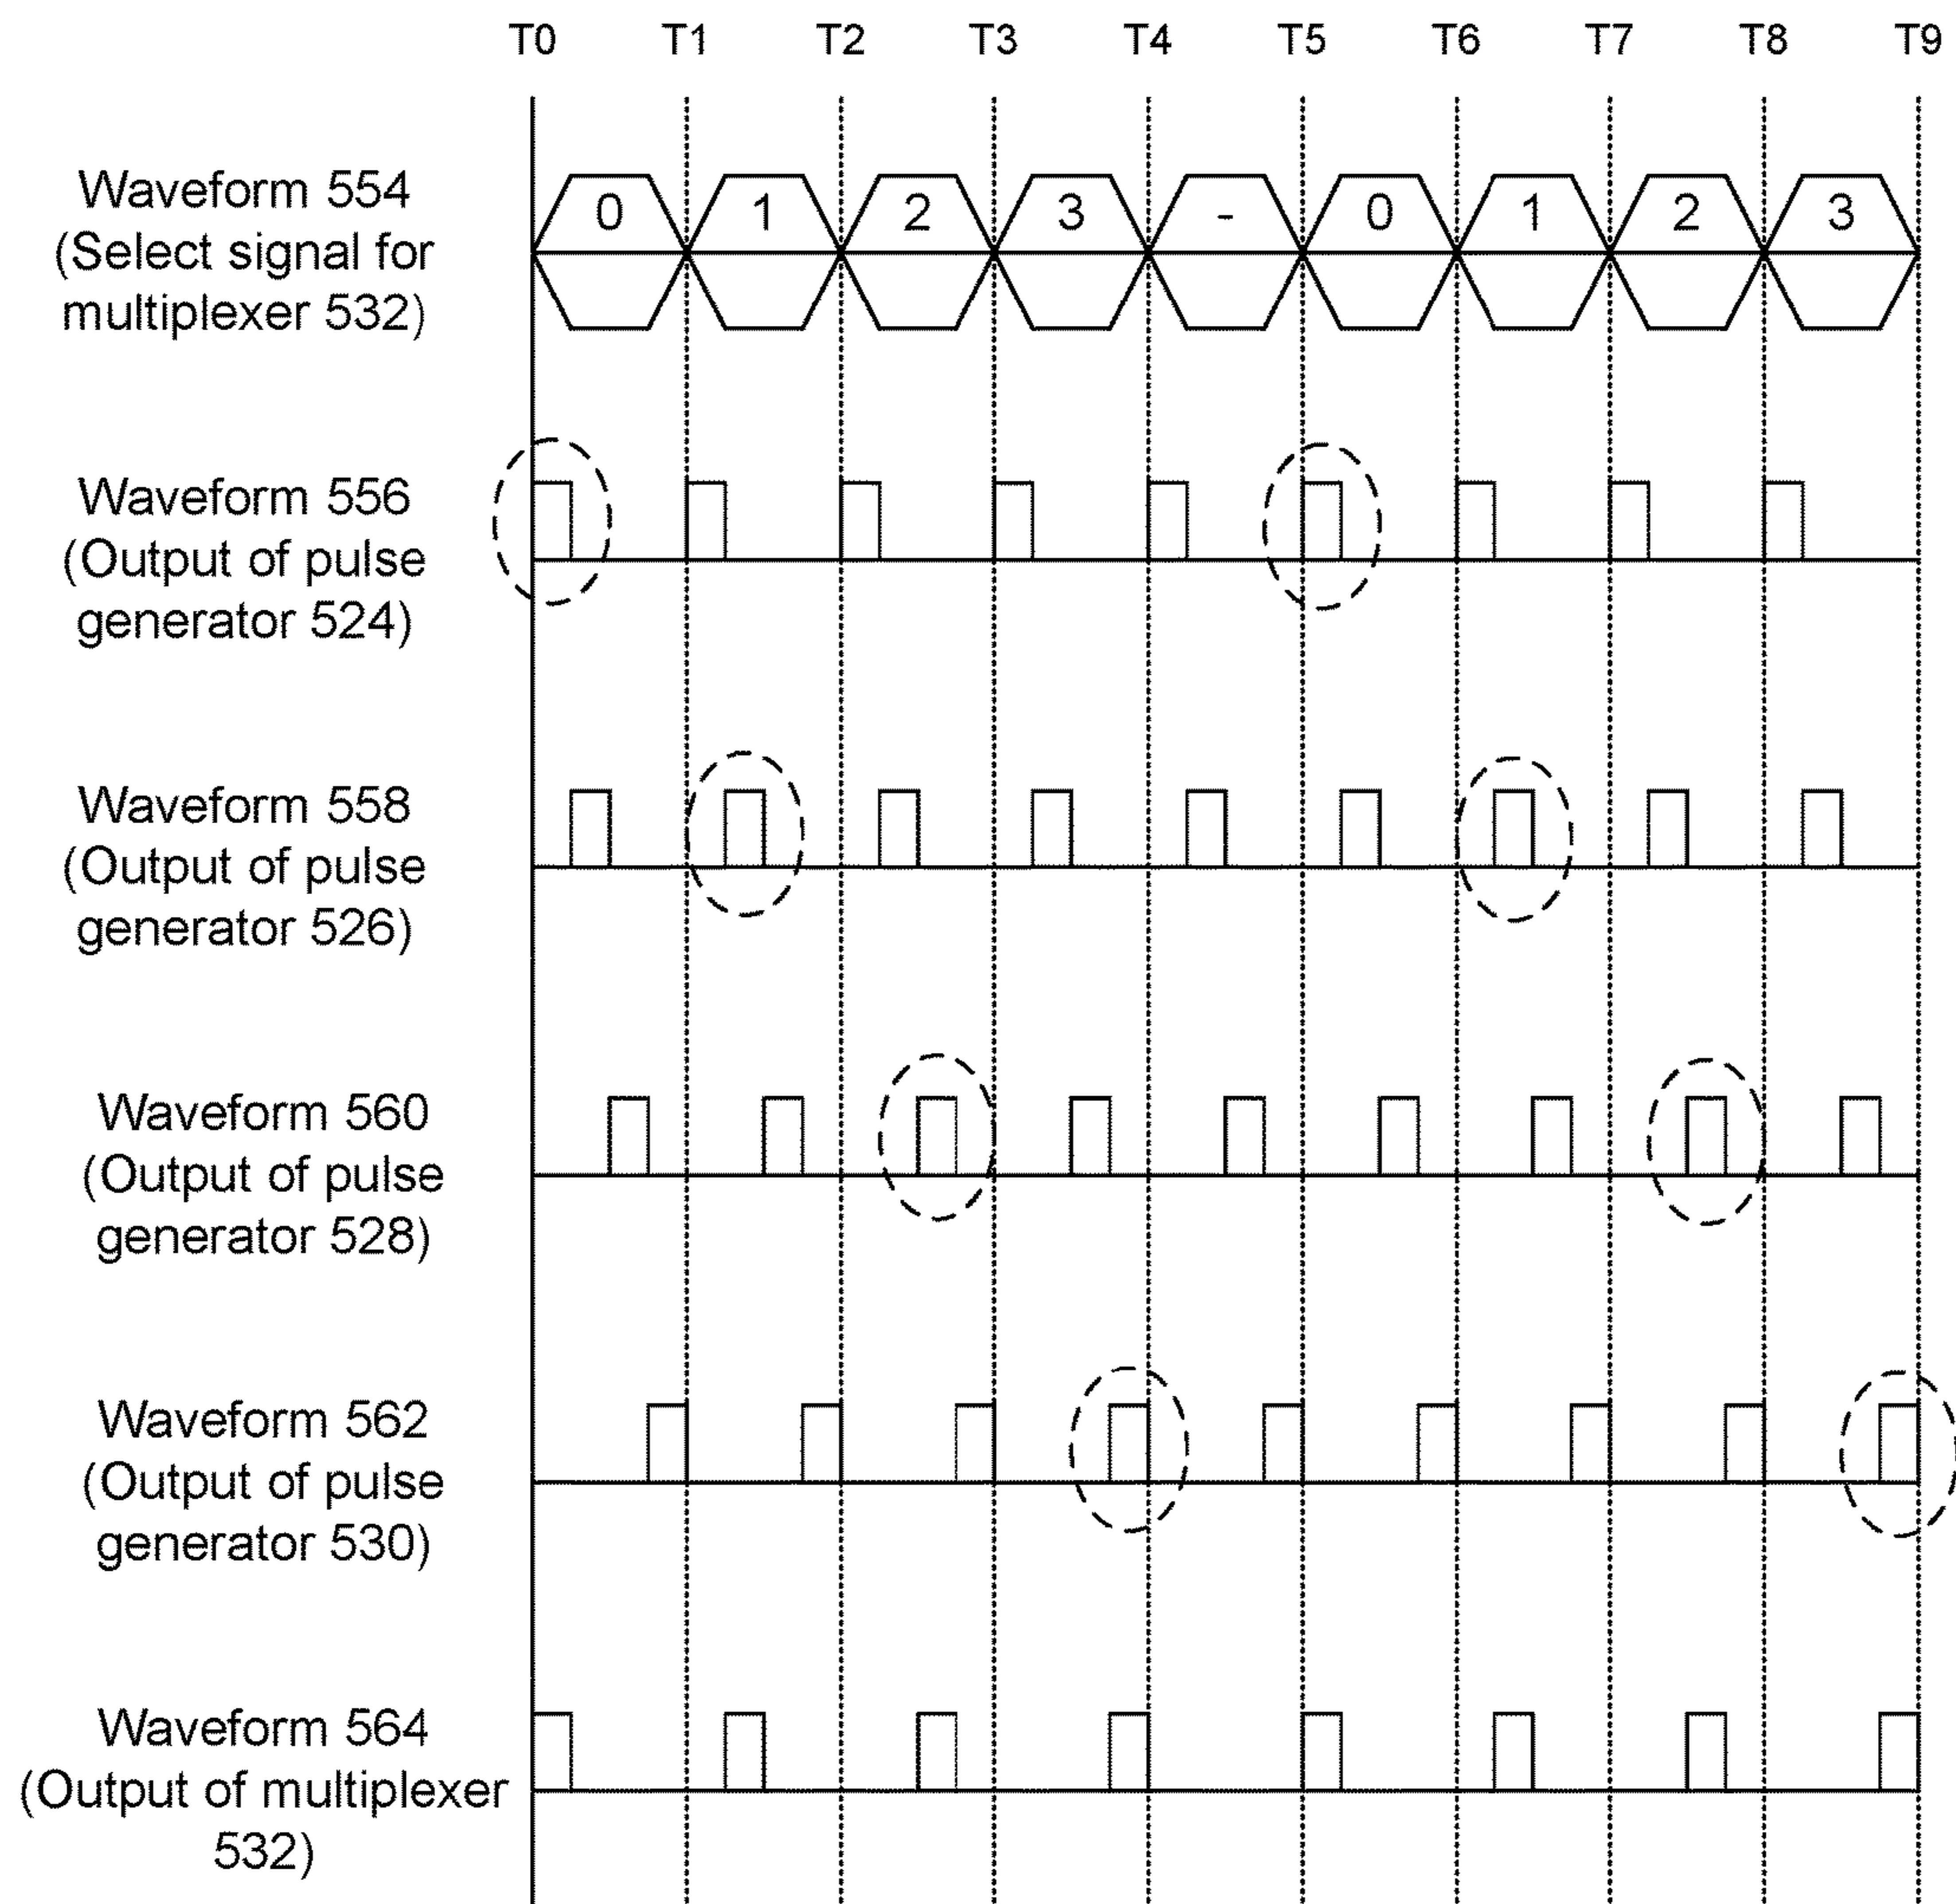 T0 T1 T2 T3 T4 T5 T6 T7 T8 T9
Waveform 554
(Select signal for
multiplexer 532)
0 1 2 3 - 0 1 2 3
Waveform 556
(Output of pulse
generator 524)
Waveform 558
(Output of pulse
generator 526)
Waveform 560
(Output of pulse
generator 528)
Waveform 562
(Output of pulse
generator 530)
Waveform 564
(Output of multiplexer
532)